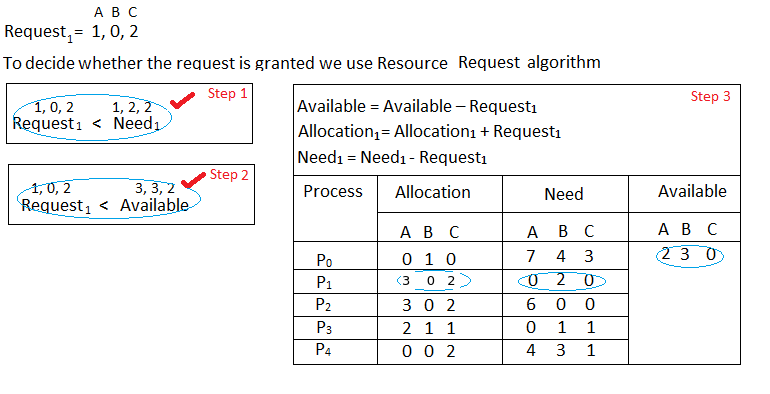 A B C
Request₁= 1, 0, 2
To decide whether the request is granted we use Resource Request algorithm
Step 1
1, 0, 2 1, 2, 2
Request₁ < Need₁
Step 2
1, 0, 2 3, 3, 2
Request₁ < Available
Step 3
Available = Available – Request₁
Allocation₁= Allocation₁ + Request₁
Need₁ = Need₁ - Request₁
Process Allocation Need Available
A B C A B C A B C
P₀ 0 1 0 7 4 3 2 3 0
P₁ 3 0 2 0 2 0
P₂ 3 0 2 6 0 0
P₃ 2 1 1 0 1 1
P₄ 0 0 2 4 3 1